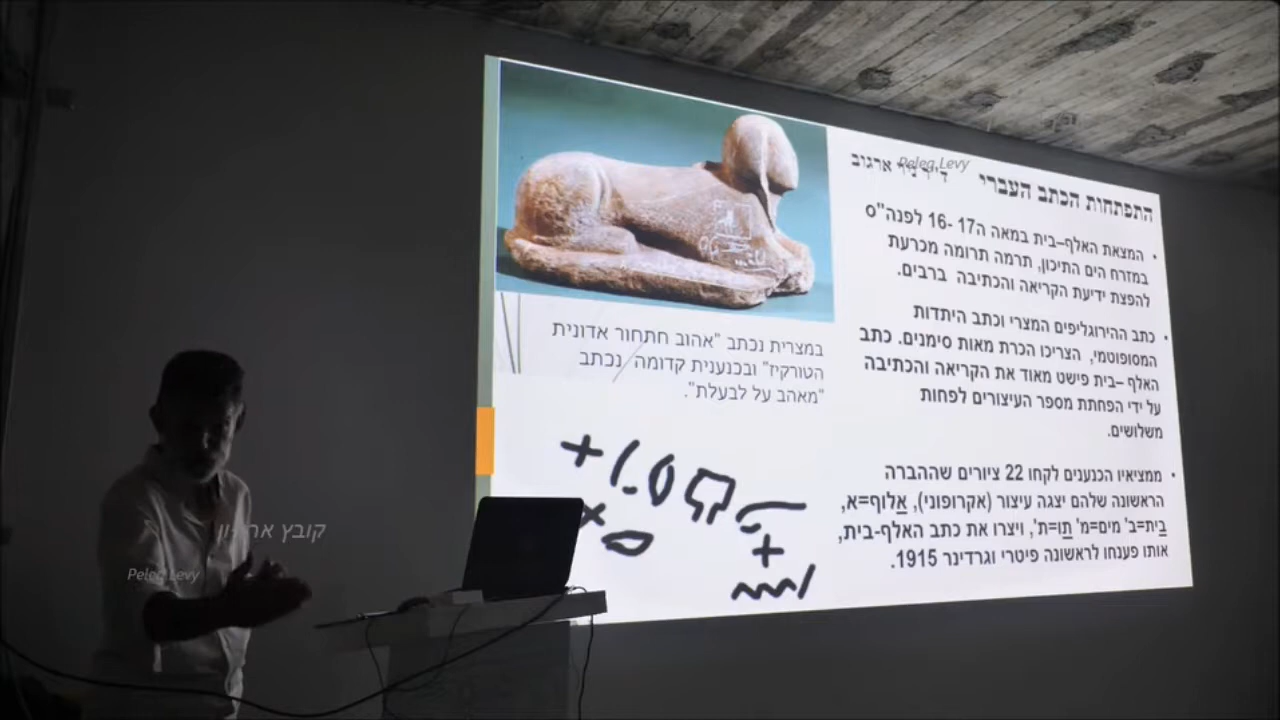 התפתחות הכתב העברי ד"ר ניר ארגוב
Peleg Levy
• המצאת האלף–בית במאה ה17 -16 לפנה"ס
במזרח הים התיכון, תרמה תרומה מכרעת
להפצת ידיעת הקריאה והכתיבה ברבים.
• כתב ההירוגליפים המצרי וכתב היתדות
המסופוטמי, הצריכו הכרת מאות סימנים. כתב
האלף –בית פישט מאוד את הקריאה והכתיבה
על ידי הפחתת מספר העיצורים לפחות
משלושים.
• ממציאיו הכנענים לקחו 22 ציורים שההברה
הראשונה שלהם יצגה עיצור (אקרופוני), אלוף=א,
בית=ב' מים=מ' תו=ת', ויצרו את כתב האלף-בית,
אותו פענחו לראשונה פיטרי וגרדינר 1915.
במצרית נכתב "אהוב חתחור אדונית
הטורקיז" ובכנענית קדומה נכתב
"מאהב על לבעלת".
קובץ
Peleg Levy